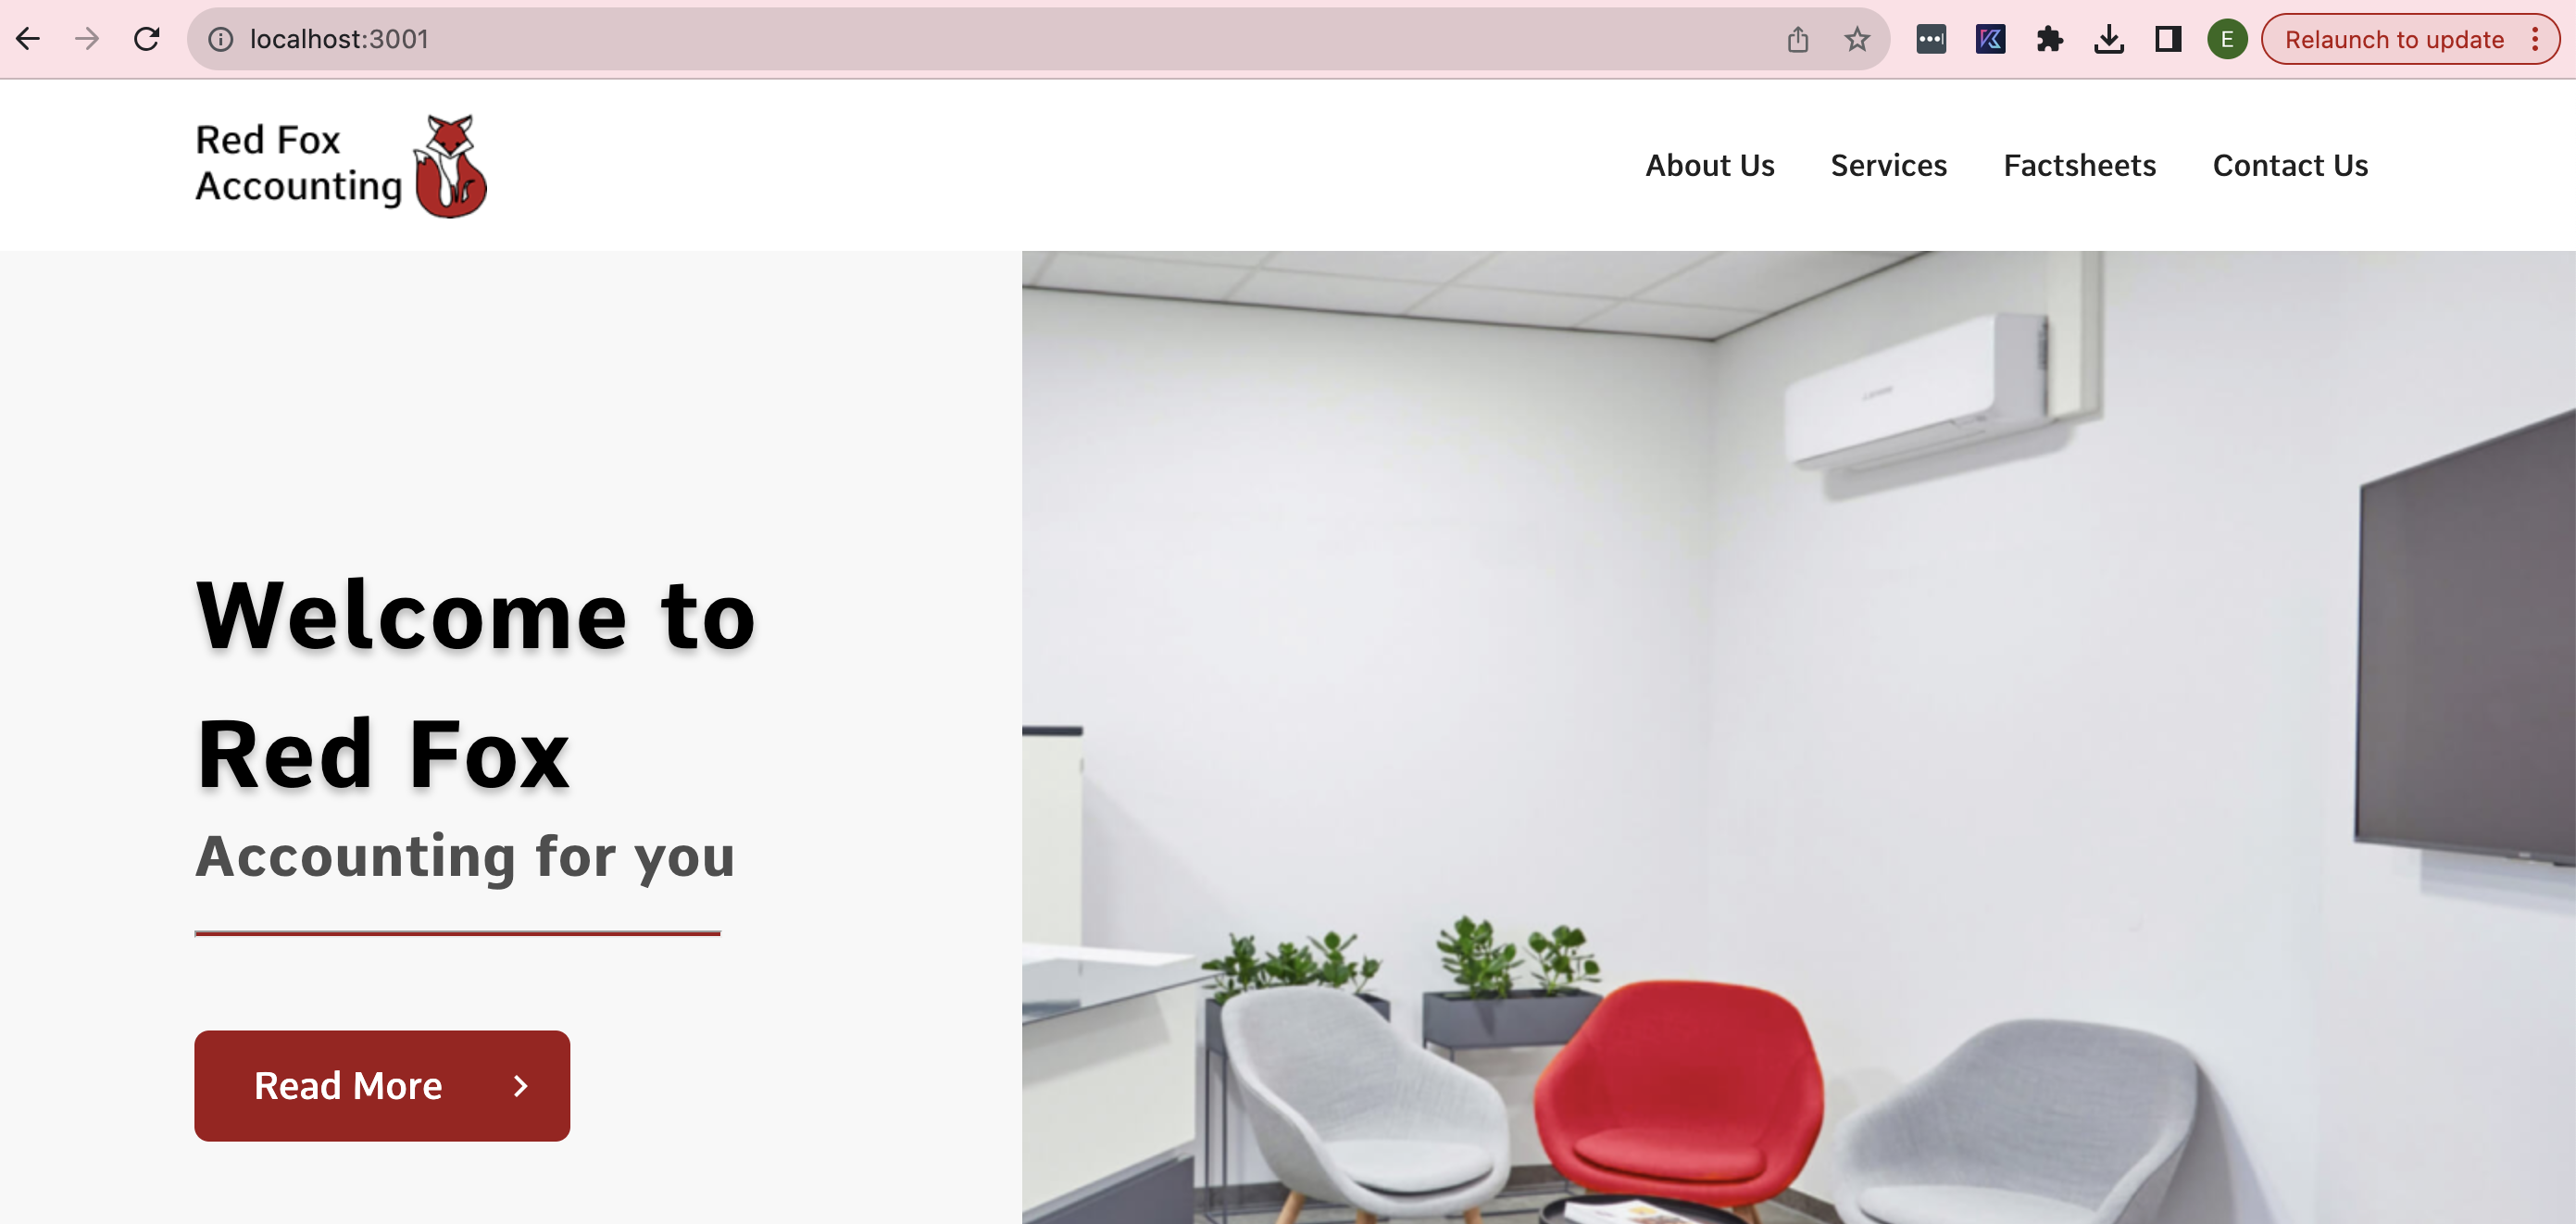 localhost:3001
E
Relaunch to update
Red Fox
Accounting
About Us
Services
Factsheets
Contact Us
Welcome to
Red Fox
Accounting for you
Read More